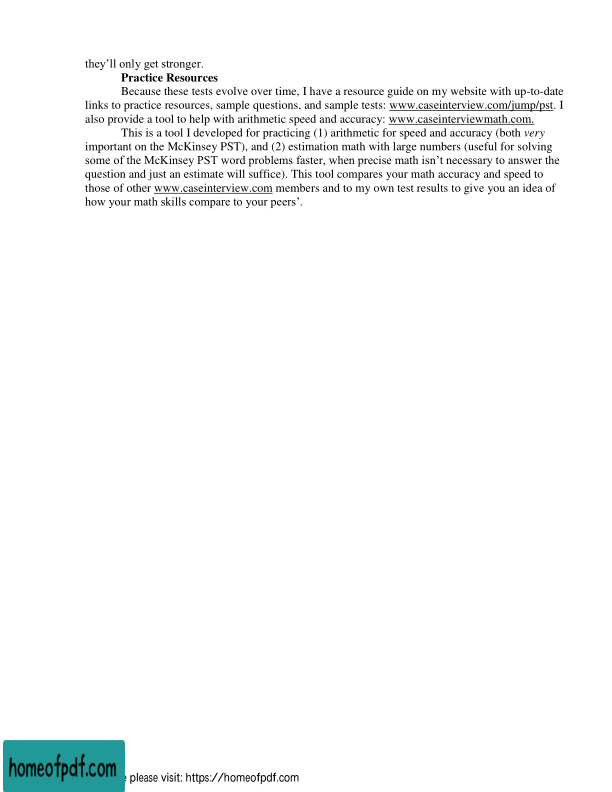 they’ll only get stronger.
Practice Resources
Because these tests evolve over time, I have a resource guide on my website with up-to-date
links to practice resources, sample questions, and sample tests: www.caseinterview.com/jump/pst. I
also provide a tool to help with arithmetic speed and accuracy: www.caseinterviewmath.com.
This is a tool I developed for practicing (1) arithmetic for speed and accuracy (both very
important on the McKinsey PST), and (2) estimation math with large numbers (useful for solving
some of the McKinsey PST word problems faster, when precise math isn’t necessary to answer the
question and just an estimate will suffice). This tool compares your math accuracy and speed to
those of other www.caseinterview.com members and to my own test results to give you an idea of
how your math skills compare to your peers’.
homeofpdf.com
please visit: https://homeofpdf.com